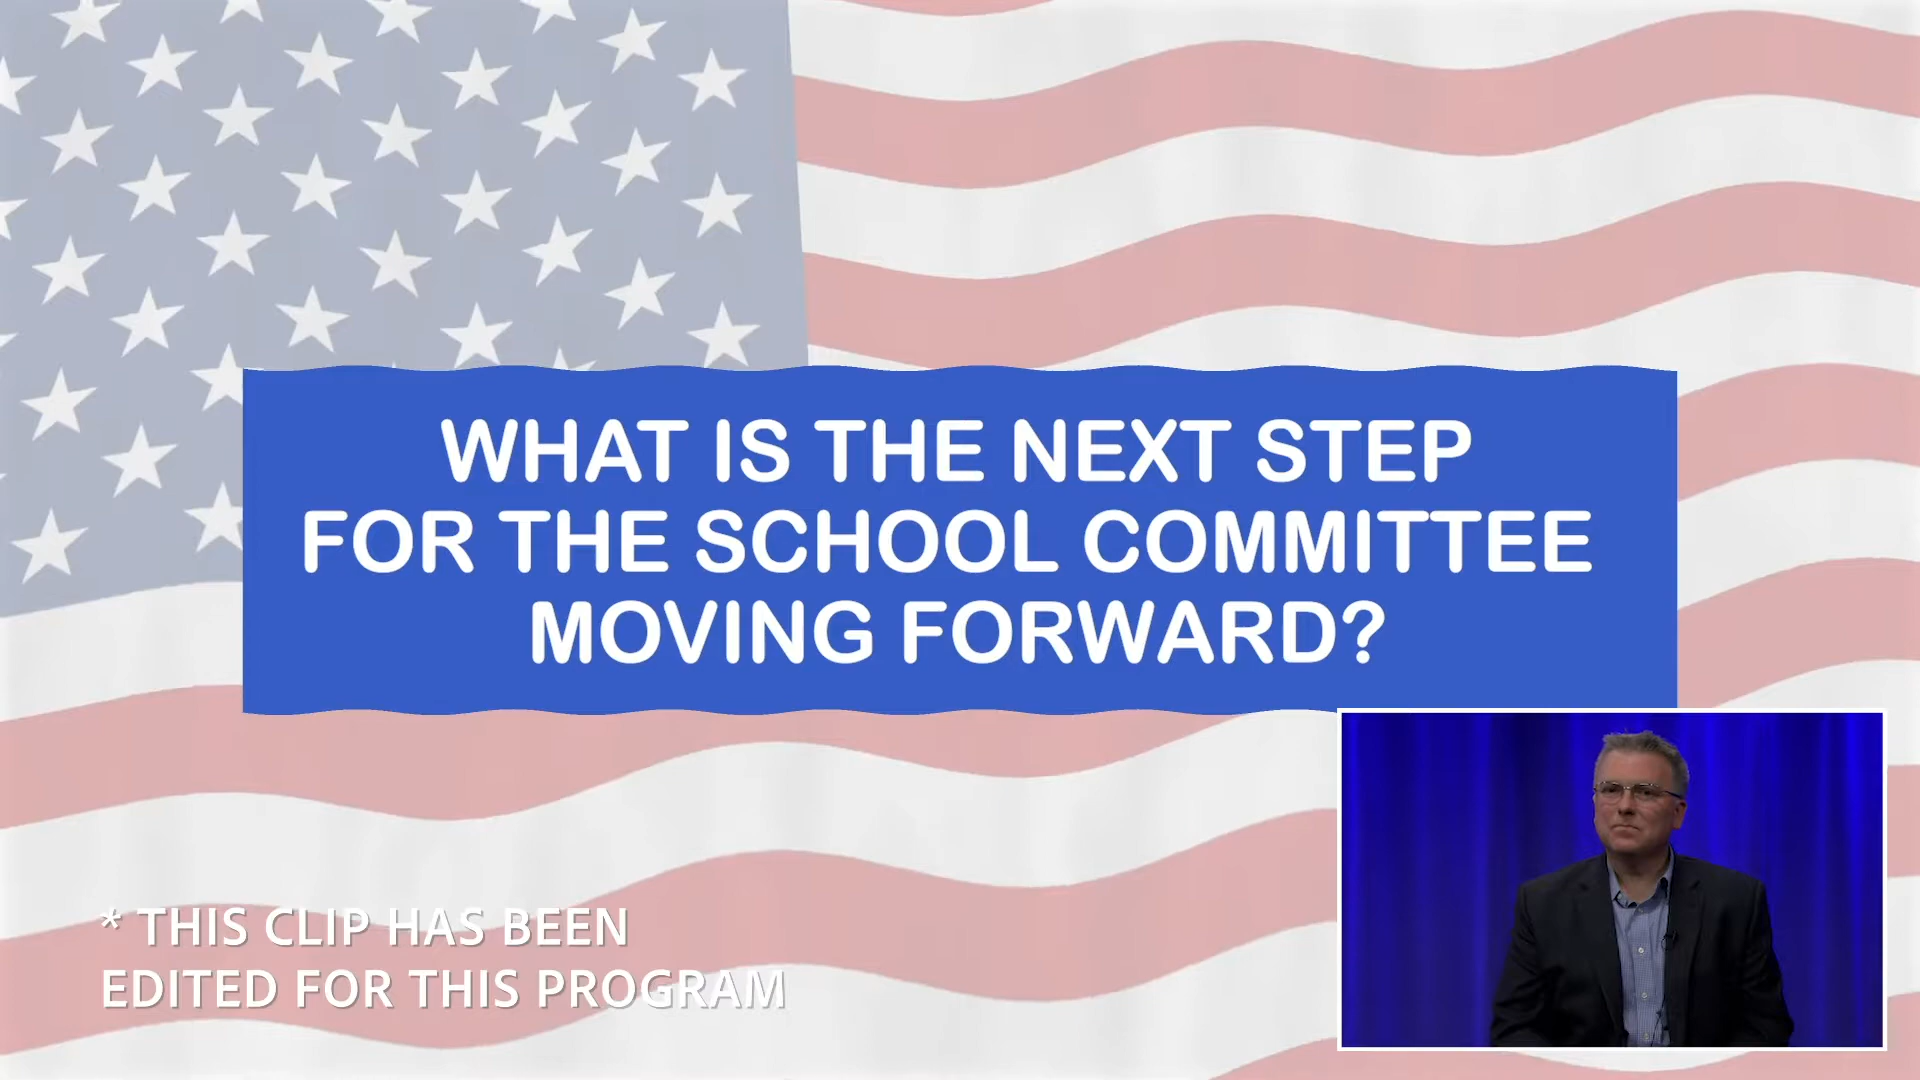 WHAT IS THE NEXT STEP
FOR THE SCHOOL COMMITTEE
MOVING FORWARD?
* THIS CLIP HAS BEEN
EDITED FOR THIS PROGRAM